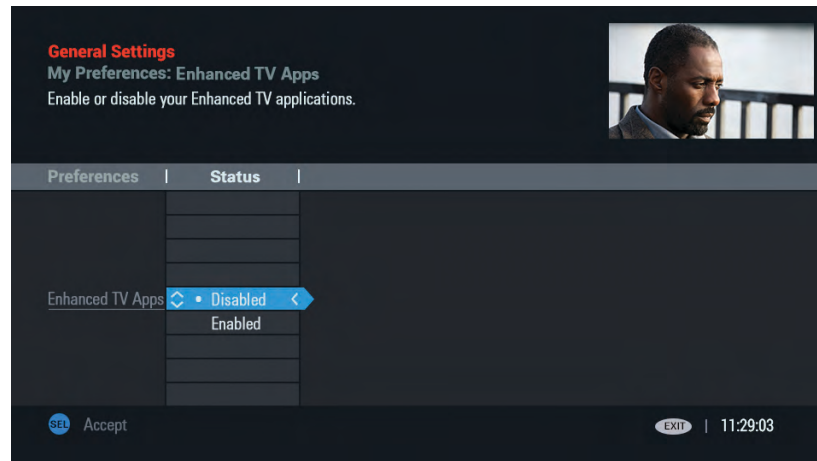 General Settings
My Preferences: Enhanced TV Apps
Enable or disable your Enhanced TV applications.
Preferences | Status |
Enhanced TV Apps • Disabled
Enabled
SEL Accept
EXIT | 11:29:03